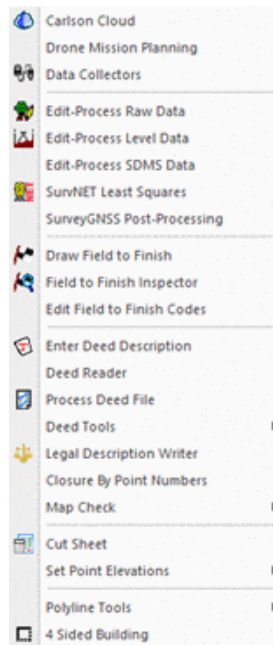 Carlson Cloud
Drone Mission Planning
Data Collectors
Edit-Process Raw Data
Edit-Process Level Data
Edit-Process SDMS Data
SurvNET Least Squares
SurveyGNSS Post-Processing
Draw Field to Finish
Field to Finish Inspector
Edit Field to Finish Codes
Enter Deed Description
Deed Reader
Process Deed File
Deed Tools
Legal Description Writer
Closure By Point Numbers
Map Check
Cut Sheet
Set Point Elevations
Polyline Tools
4 Sided Building